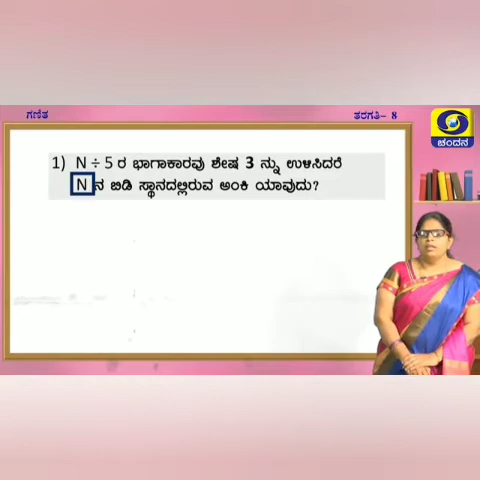 ಗಣಿತ
ತರಗತಿ- 8
ಚಂದನ
1) N ÷ 5 ರ ಭಾಗಾಕಾರವು ಶೇಷ 3 ನ್ನು ಉಳಿಸಿದರೆ
N ನ ಬಿಡಿ ಸ್ಥಾನದಲ್ಲಿರುವ ಅಂಕಿ ಯಾವುದು?